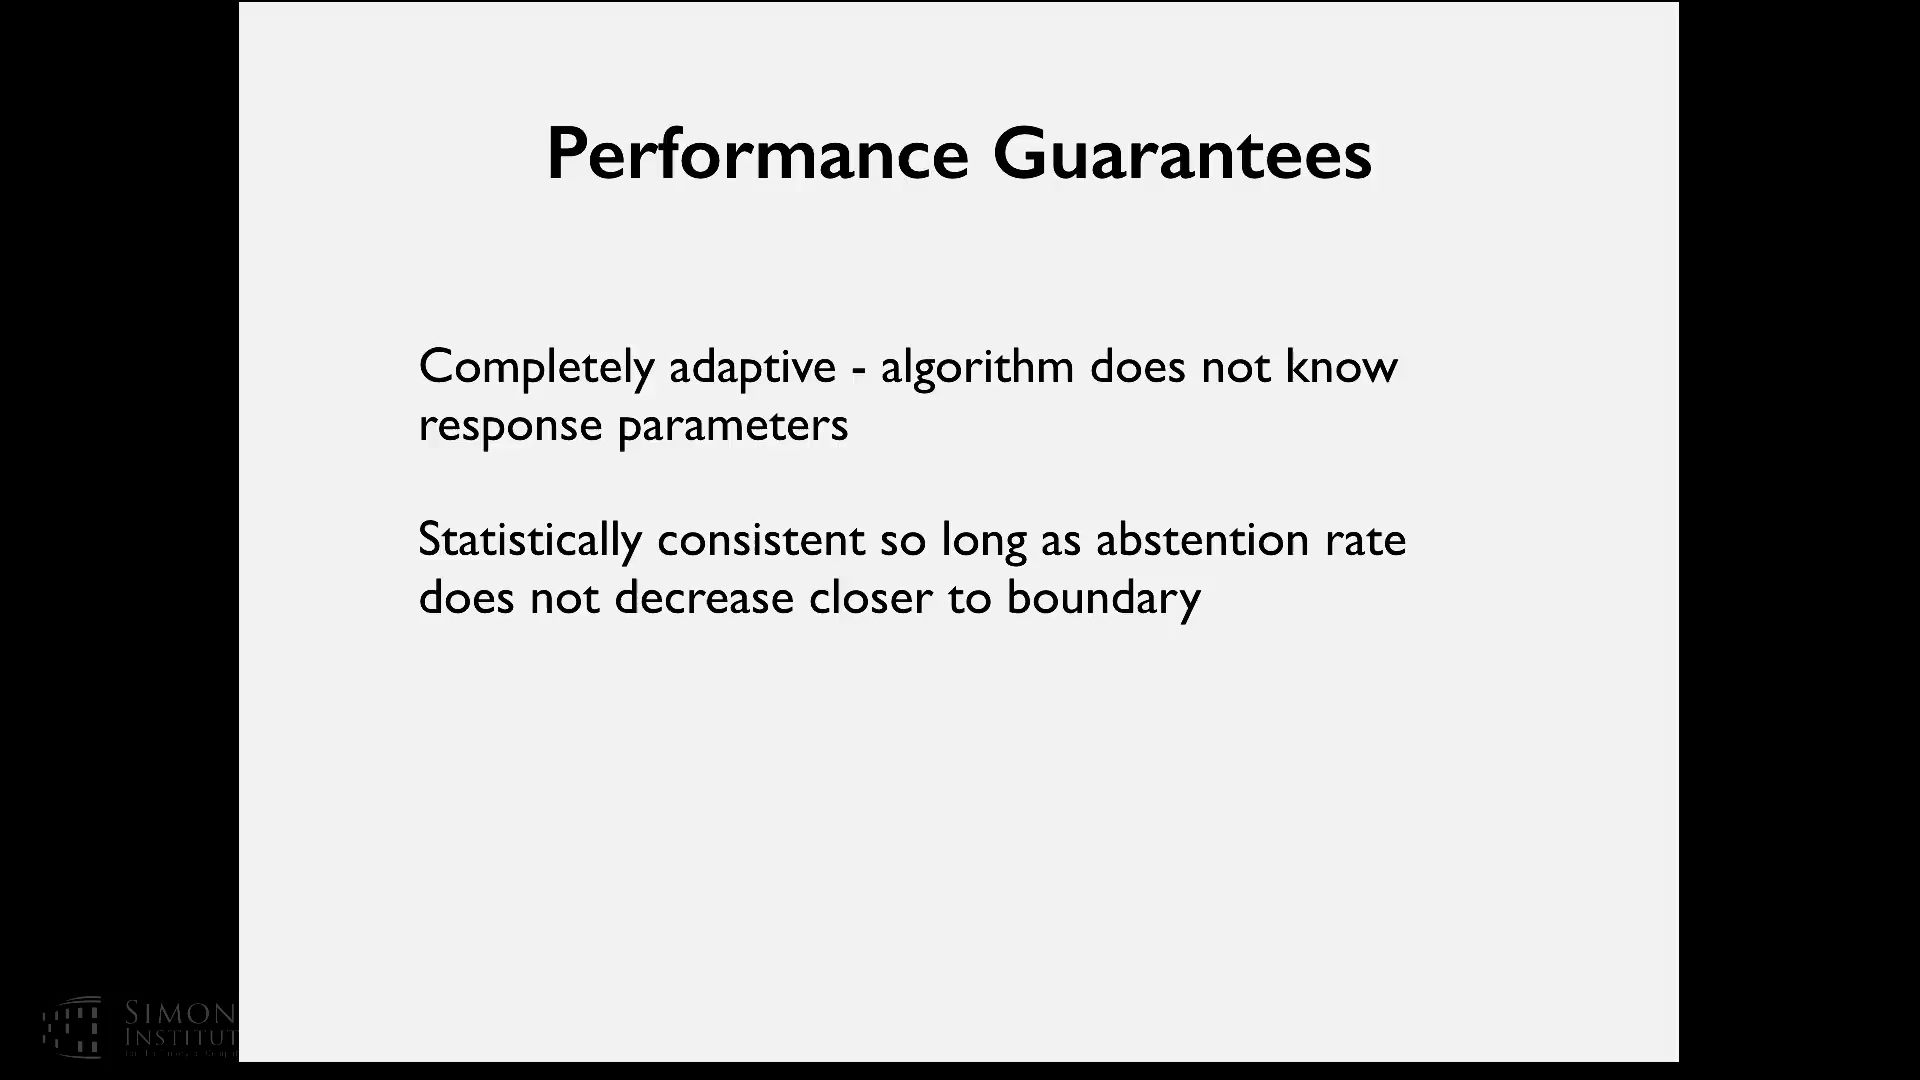 Performance Guarantees
Completely adaptive - algorithm does not know
response parameters
Statistically consistent so long as abstention rate
does not decrease closer to boundary
SIMON
INSTITUT